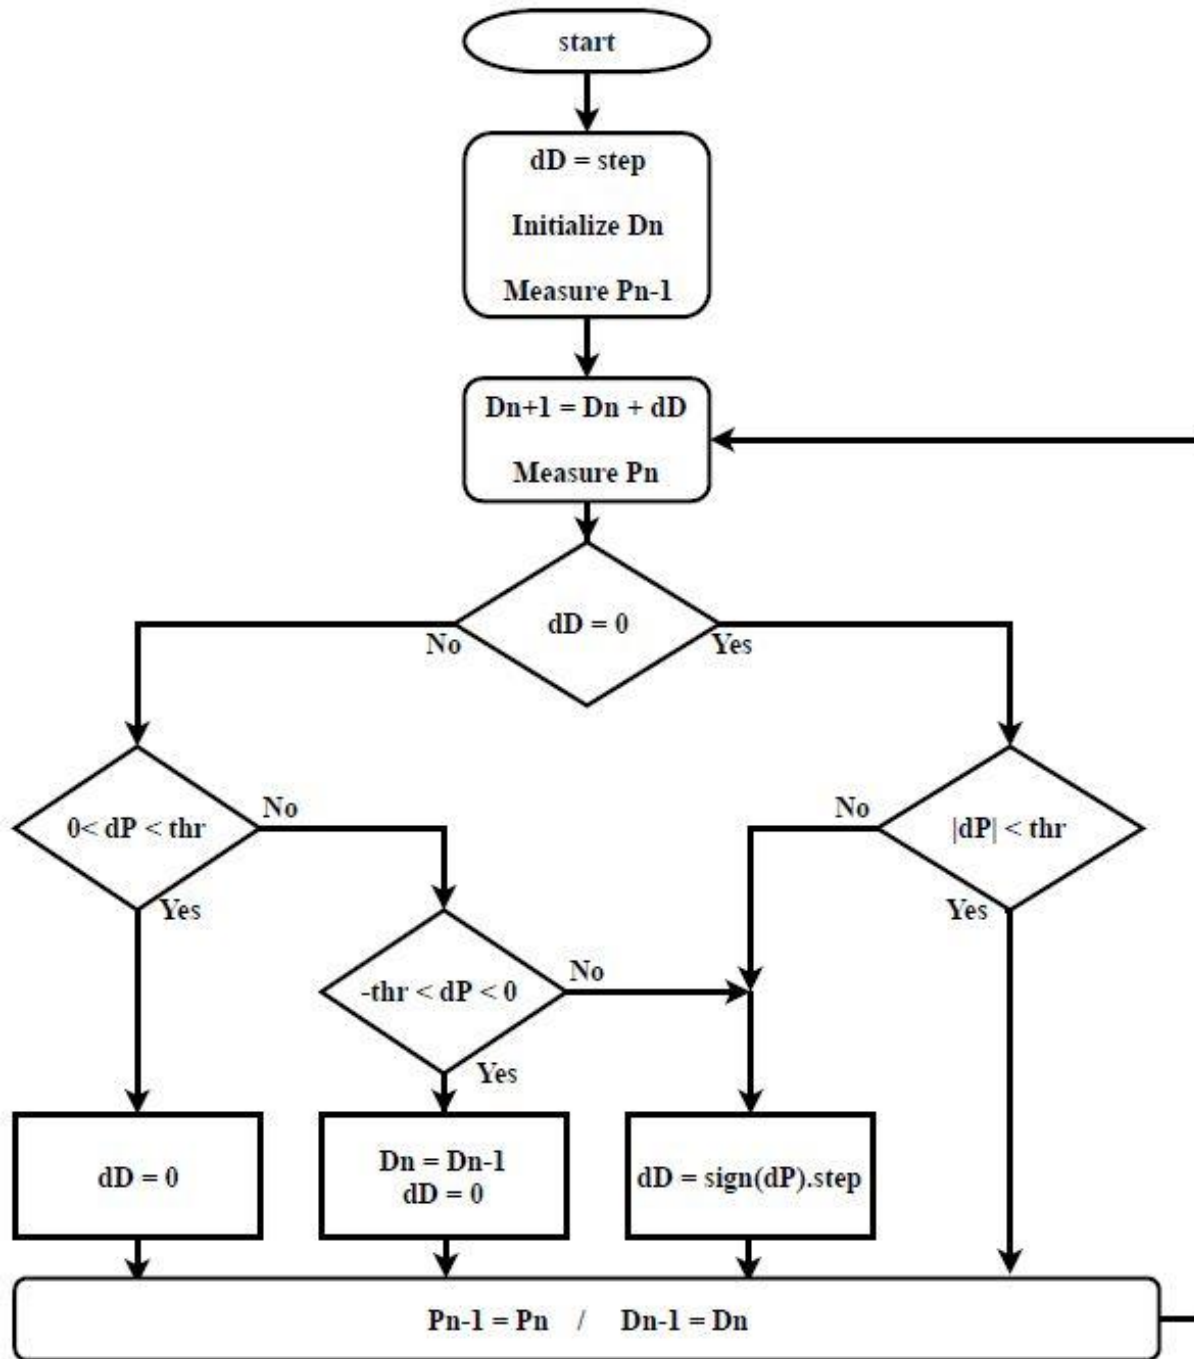 start
dD = step
Initialize Dn
Measure Pn-1
Dn+1 = Dn + dD
Measure Pn
dD = 0
No
Yes
0< dP < thr
No
No
|dP| < thr
Yes
Yes
-thr < dP < 0
No
Yes
dD = 0
Dn = Dn-1
dD = 0
dD = sign(dP).step
Pn-1 = Pn / Dn-1 = Dn